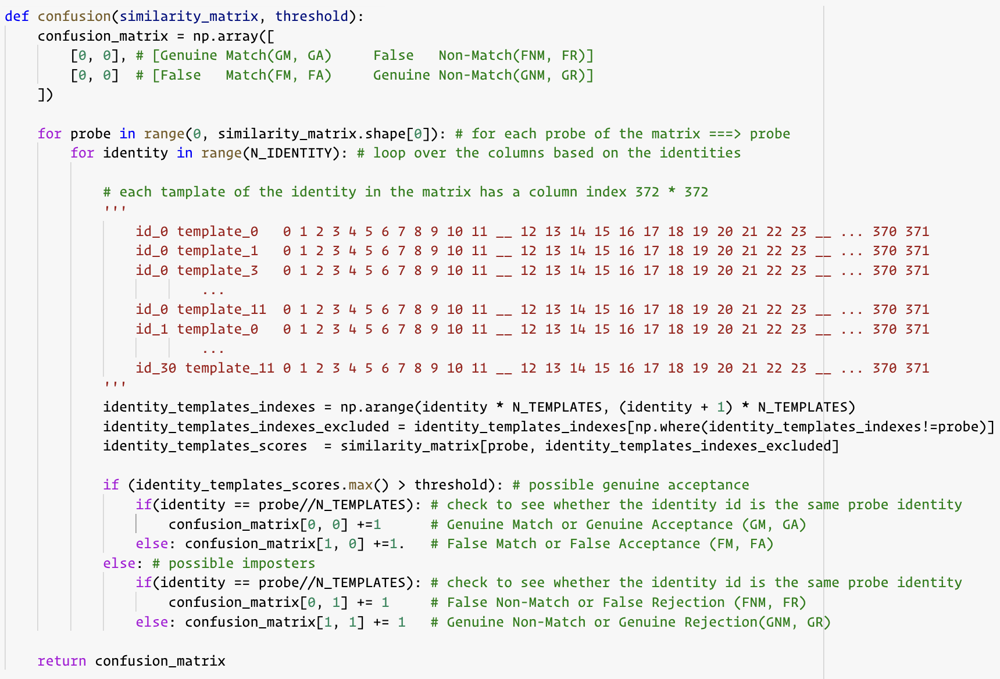 def confusion(similarity_matrix, threshold):
    confusion_matrix = np.array([
        [0, 0], # [Genuine Match(GM, GA)     False   Non-Match(FNM, FR)]
        [0, 0]  # [False   Match(FM, FA)     Genuine Non-Match(GNM, GR)]
    ])

    for probe in range(0, similarity_matrix.shape[0]): # for each probe of the matrix ===> probe
        for identity in range(N_IDENTITY): # loop over the columns based on the identities

            # each tamplate of the identity in the matrix has a column index 372 * 372
            '''
                id_0 template_0   0 1 2 3 4 5 6 7 8 9 10 11 __ 12 13 14 15 16 17 18 19 20 21 22 23 __ ... 370 371
                id_0 template_1   0 1 2 3 4 5 6 7 8 9 10 11 __ 12 13 14 15 16 17 18 19 20 21 22 23 __ ... 370 371
                id_0 template_3   0 1 2 3 4 5 6 7 8 9 10 11 __ 12 13 14 15 16 17 18 19 20 21 22 23 __ ... 370 371
                        ...
                id_0 template_11  0 1 2 3 4 5 6 7 8 9 10 11 __ 12 13 14 15 16 17 18 19 20 21 22 23 __ ... 370 371
                id_1 template_0   0 1 2 3 4 5 6 7 8 9 10 11 __ 12 13 14 15 16 17 18 19 20 21 22 23 __ ... 370 371
                        ...
                id_30 template_11 0 1 2 3 4 5 6 7 8 9 10 11 __ 12 13 14 15 16 17 18 19 20 21 22 23 __ ... 370 371
            '''
            identity_templates_indexes = np.arange(identity * N_TEMPLATES, (identity + 1) * N_TEMPLATES)
            identity_templates_indexes_excluded = identity_templates_indexes[np.where(identity_templates_indexes!=probe)]
            identity_templates_scores  = similarity_matrix[probe, identity_templates_indexes_excluded]

            if (identity_templates_scores.max() > threshold): # possible genuine acceptance
                if(identity == probe//N_TEMPLATES): # check to see whether the identity id is the same probe identity
                    confusion_matrix[0, 0] +=1      # Genuine Match or Genuine Acceptance (GM, GA)
                else: confusion_matrix[1, 0] +=1.   # False Match or False Acceptance (FM, FA)
            else: # possible imposters
                if(identity == probe//N_TEMPLATES): # check to see whether the identity id is the same probe identity
                    confusion_matrix[0, 1] += 1     # False Non-Match or False Rejection (FNM, FR)
                else: confusion_matrix[1, 1] += 1   # Genuine Non-Match or Genuine Rejection(GNM, GR)

    return confusion_matrix